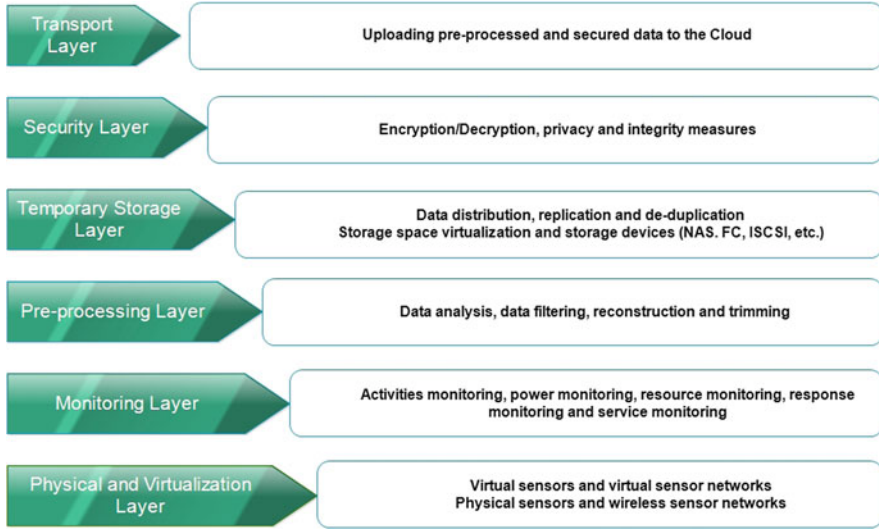 Transport
Layer
Uploading pre-processed and secured data to the Cloud
Security Layer
Encryption/Decryption, privacy and integrity measures
Temporary Storage
Layer
Data distribution, replication and de-duplication
Storage space virtualization and storage devices (NAS. FC, ISCSI, etc.)
Pre-processing Layer
Data analysis, data filtering, reconstruction and trimming
Monitoring Layer
Activities monitoring, power monitoring, resource monitoring, response
monitoring and service monitoring
Physical and Virtualization
Layer
Virtual sensors and virtual sensor networks
Physical sensors and wireless sensor networks